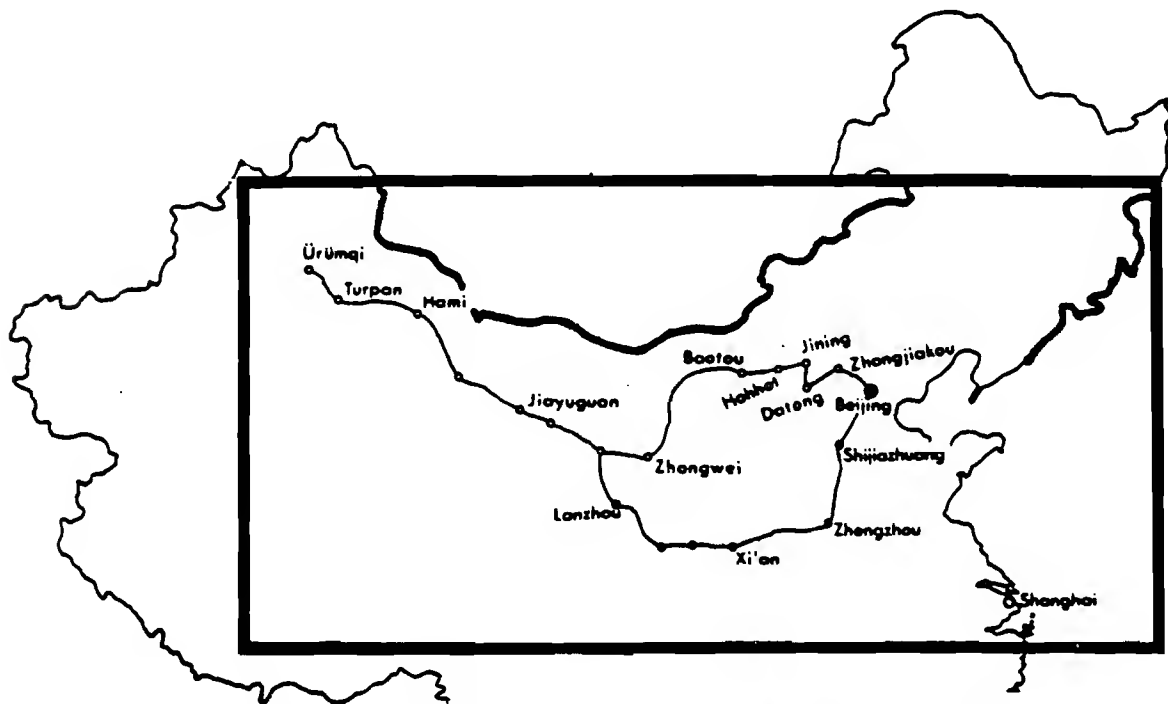 Ürümqi
Turpan
Hami
Jining
Baotou
Zhangjiakou
Hohhot
Datong
Beijing
Jiayuguan
Shijiazhuang
Zhongwei
Lanzhou
Zhengzhou
Xi'an
Shanghai